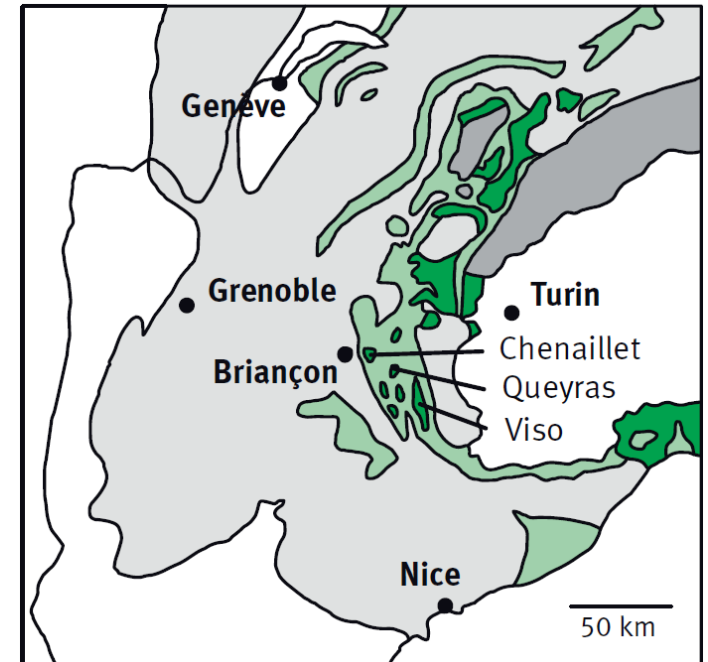 Genève
Grenoble
Turin
Briançon
Chenaillet
Queyras
Viso
Nice
50 km